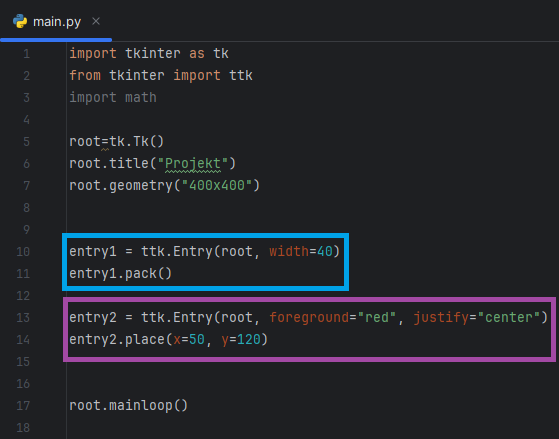 main.py
1 import tkinter as tk
2 from tkinter import ttk
3 import math
4
5 root=tk.Tk()
6 root.title("Projekt")
7 root.geometry("400x400")
8
9
10 entry1 = ttk.Entry(root, width=40)
11 entry1.pack()
12
13 entry2 = ttk.Entry(root, foreground="red", justify="center")
14 entry2.place(x=50, y=120)
15
16
17 root.mainloop()
18